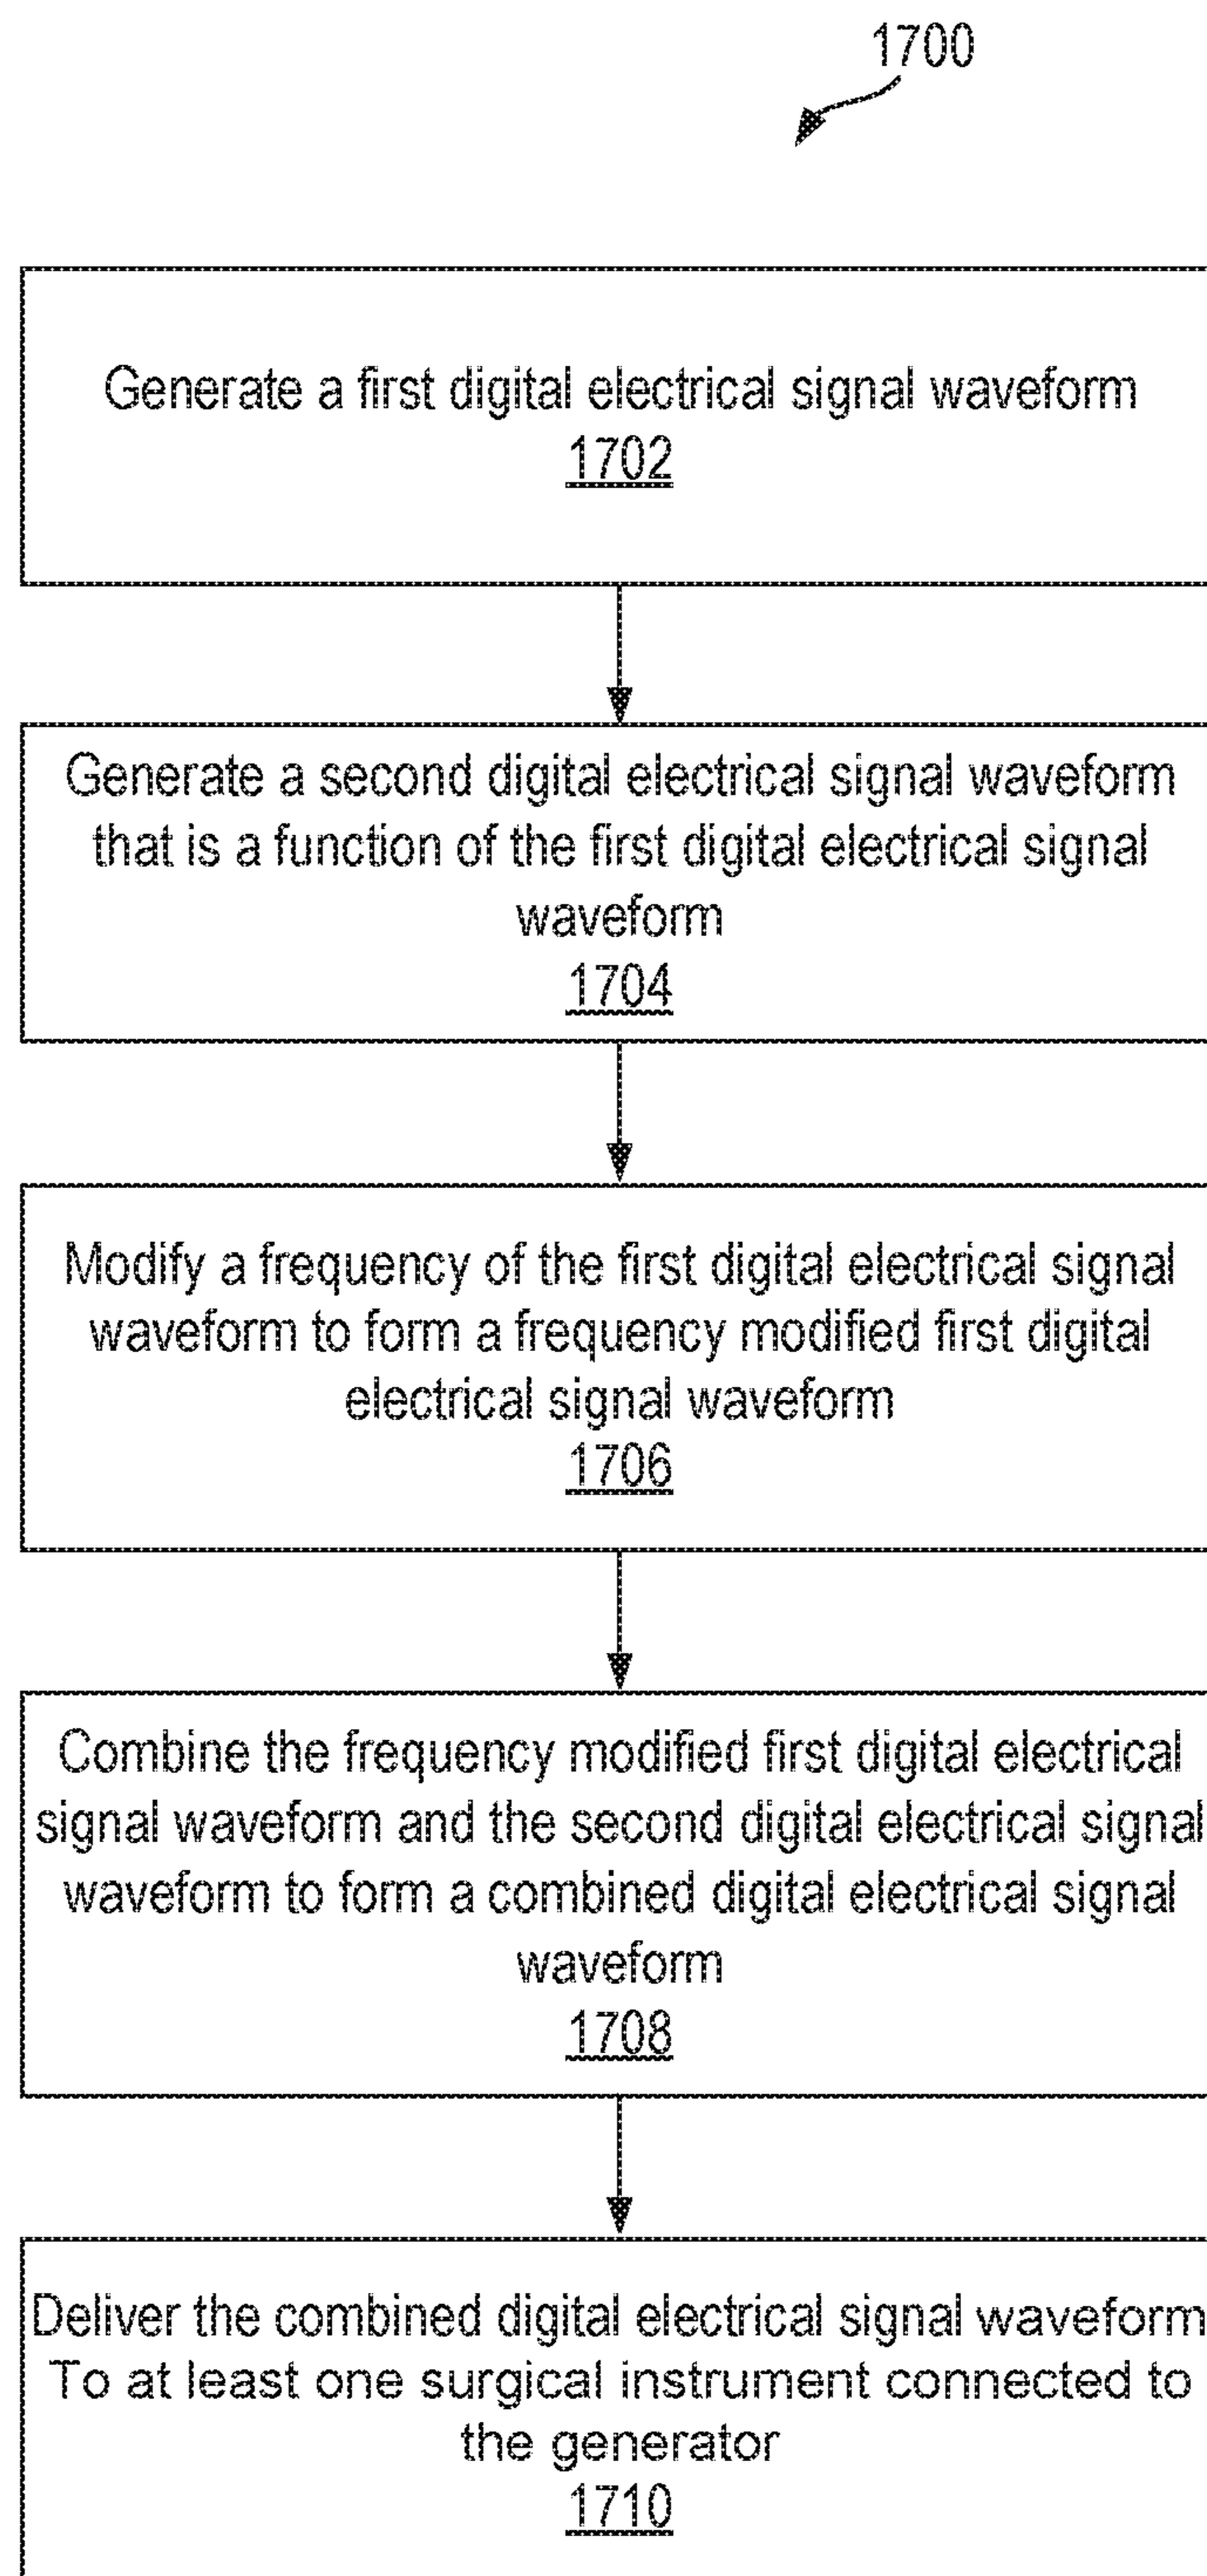 1700
Generate a first digital electrical signal waveform
1702
Generate a second digital electrical signal waveform
that is a function of the first digital electrical signal
waveform
1704
Modify a frequency of the first digital electrical signal
waveform to form a frequency modified first digital
electrical signal waveform
1706
Combine the frequency modified first digital electrical
signal waveform and the second digital electrical signal
waveform to form a combined digital electrical signal
waveform
1708
Deliver the combined digital electrical signal waveform
To at least one surgical instrument connected to
the generator
1710